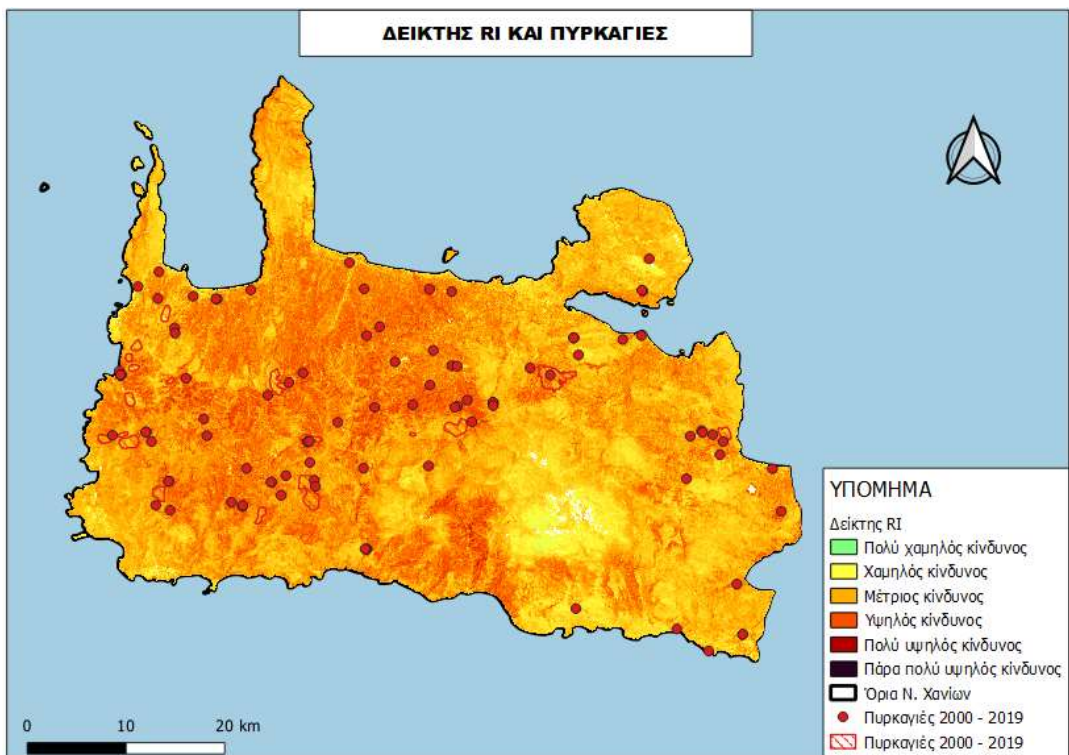 ΔΕΙΚΤΗΣ RI ΚΑΙ ΠΥΡΚΑΓΙΕΣ
ΥΠΟΜΗΜΑ
Δείκτης RI
Πολύ χαμηλός κίνδυνος
Χαμηλός κίνδυνος
Μέτριος κίνδυνος
Υψηλός κίνδυνος
Πολύ υψηλός κίνδυνος
Πάρα πολύ υψηλός κίνδυνος
Όρια Ν. Χανίων
Πυρκαγιές 2000 - 2019
Πυρκαγιές 2000 - 2019
0 10 20 km